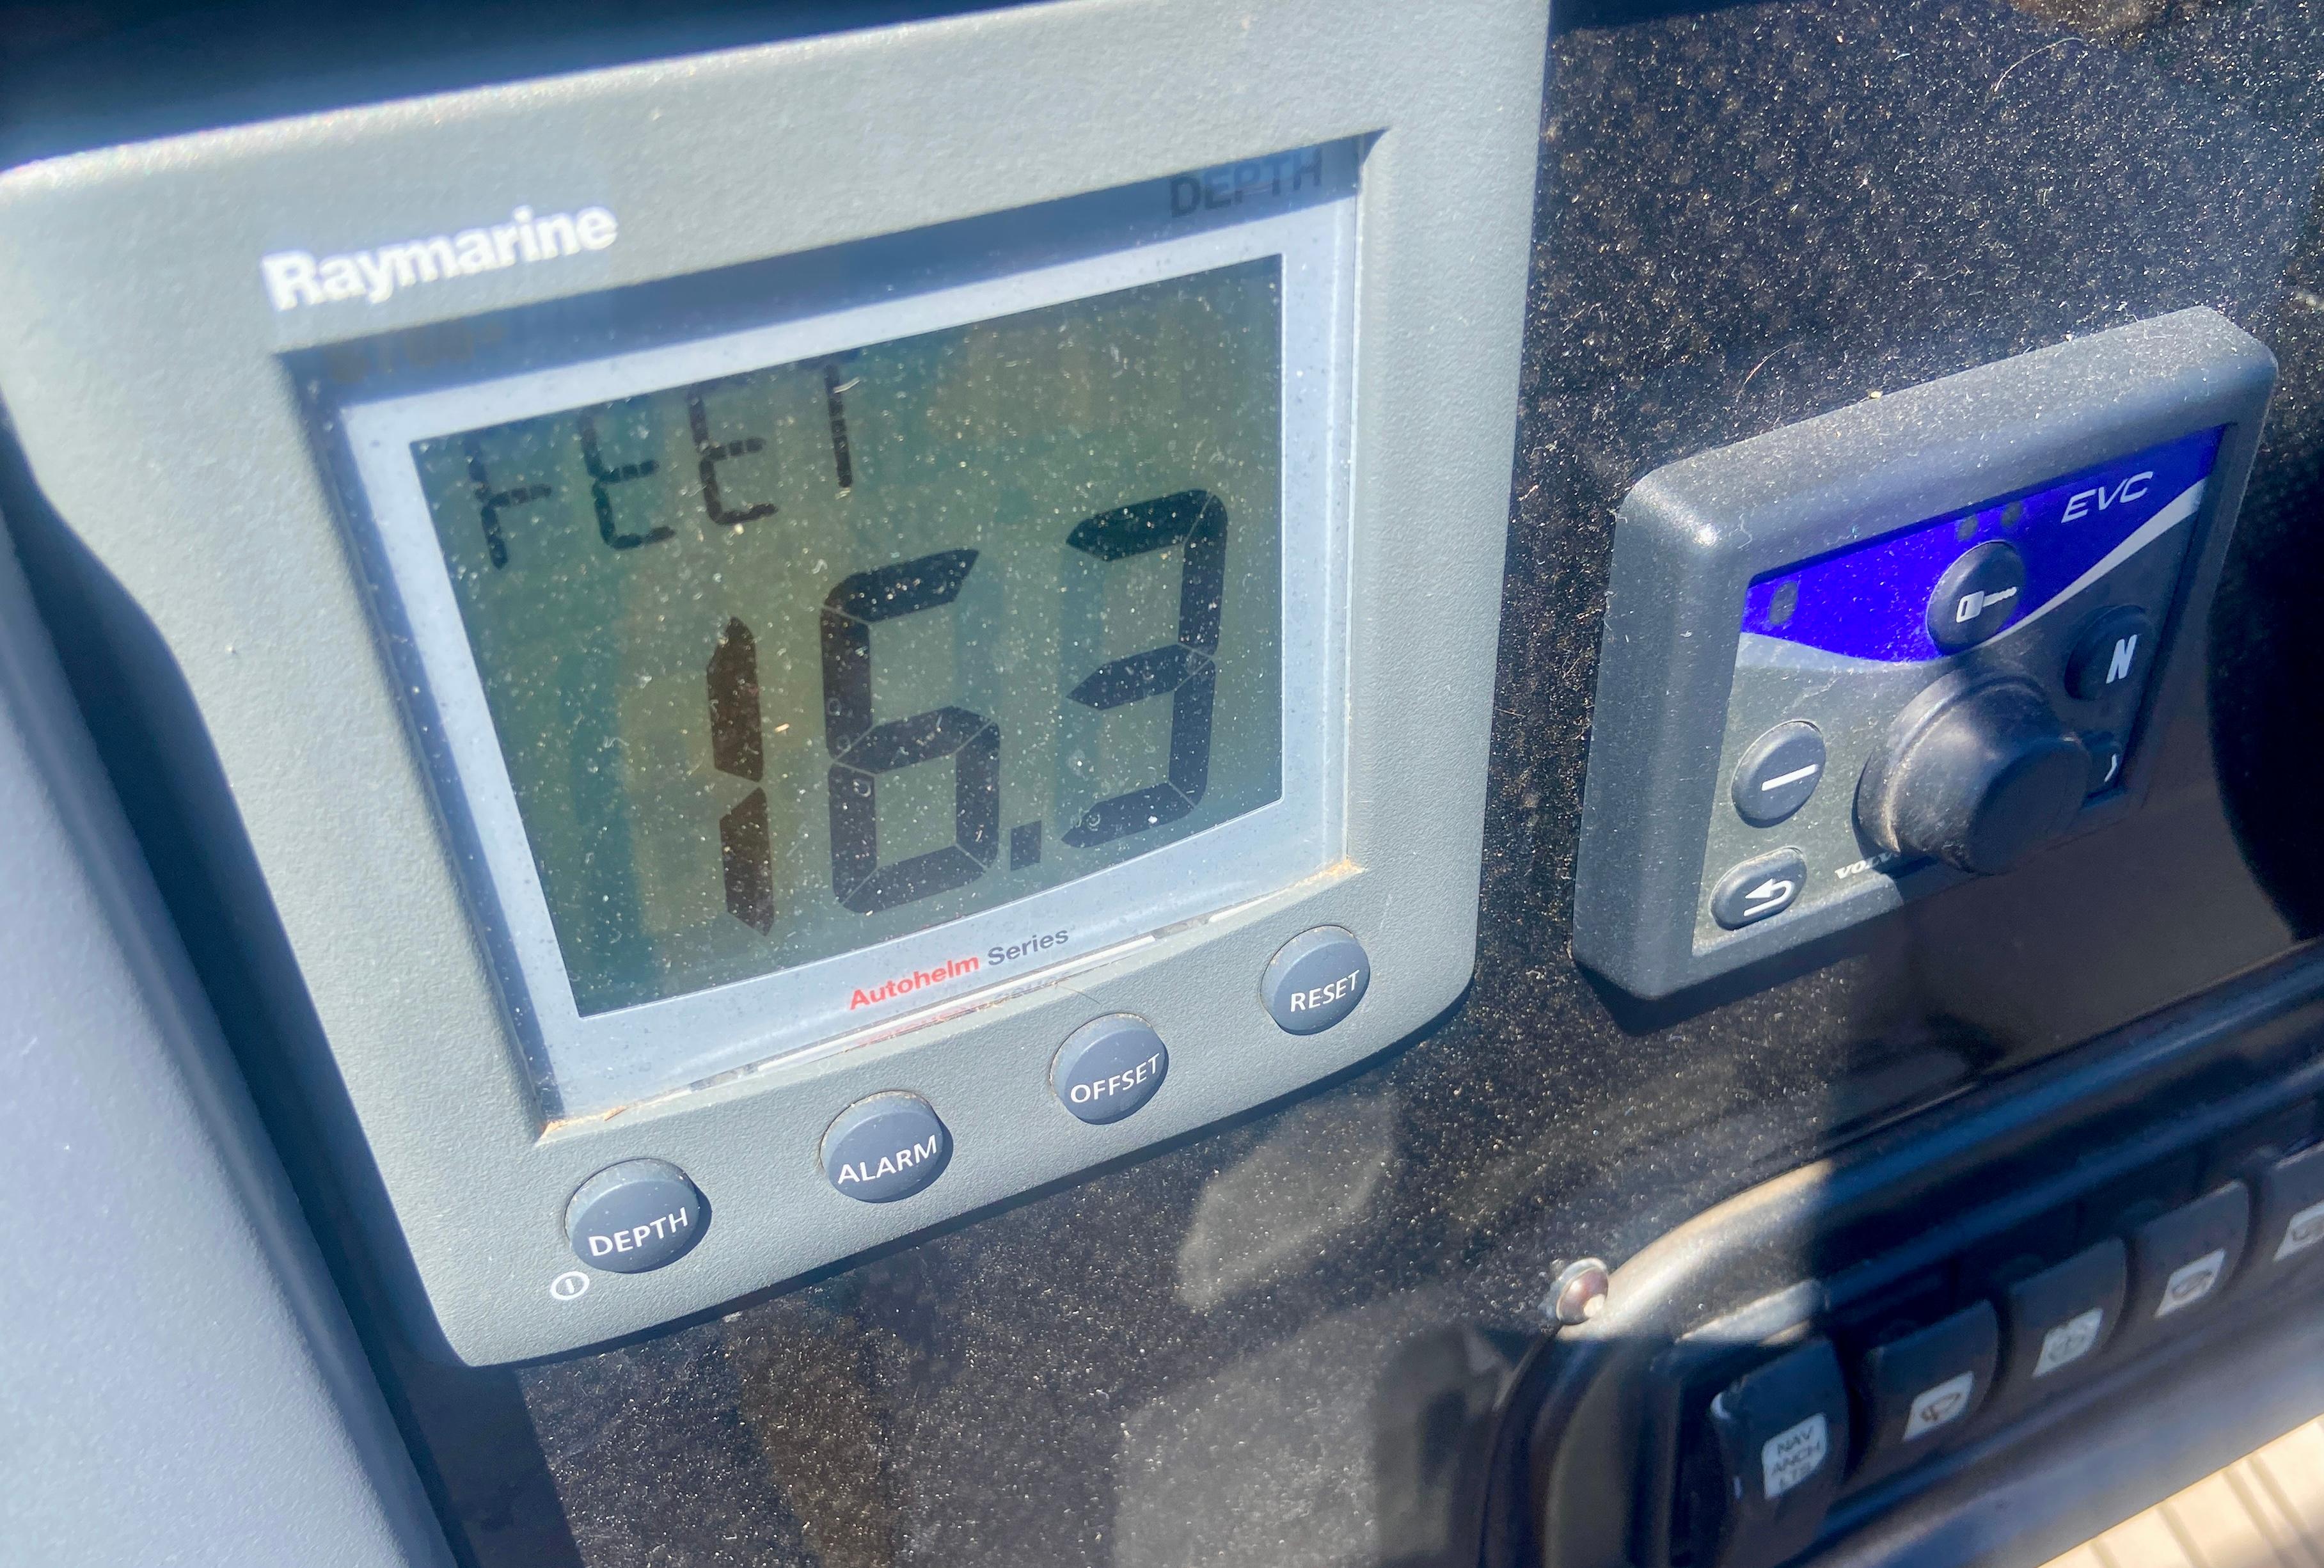 Raymarine
DEPTH
FEET
16.3
Autohelm Series
DEPTH
ALARM
OFFSET
RESET
EVC
N
NAV
ANCH